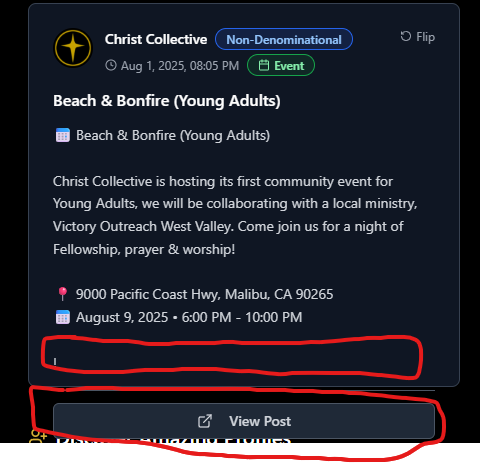 Christ Collective
Non-Denominational
Flip
Aug 1, 2025, 08:05 PM
Event
Beach & Bonfire (Young Adults)
Beach & Bonfire (Young Adults)
Christ Collective is hosting its first community event for
Young Adults, we will be collaborating with a local ministry,
Victory Outreach West Valley. Come join us for a night of
Fellowship, prayer & worship!
9000 Pacific Coast Hwy, Malibu, CA 90265
August 9, 2025 • 6:00 PM - 10:00 PM
View Post
Discover Amazing Profiles